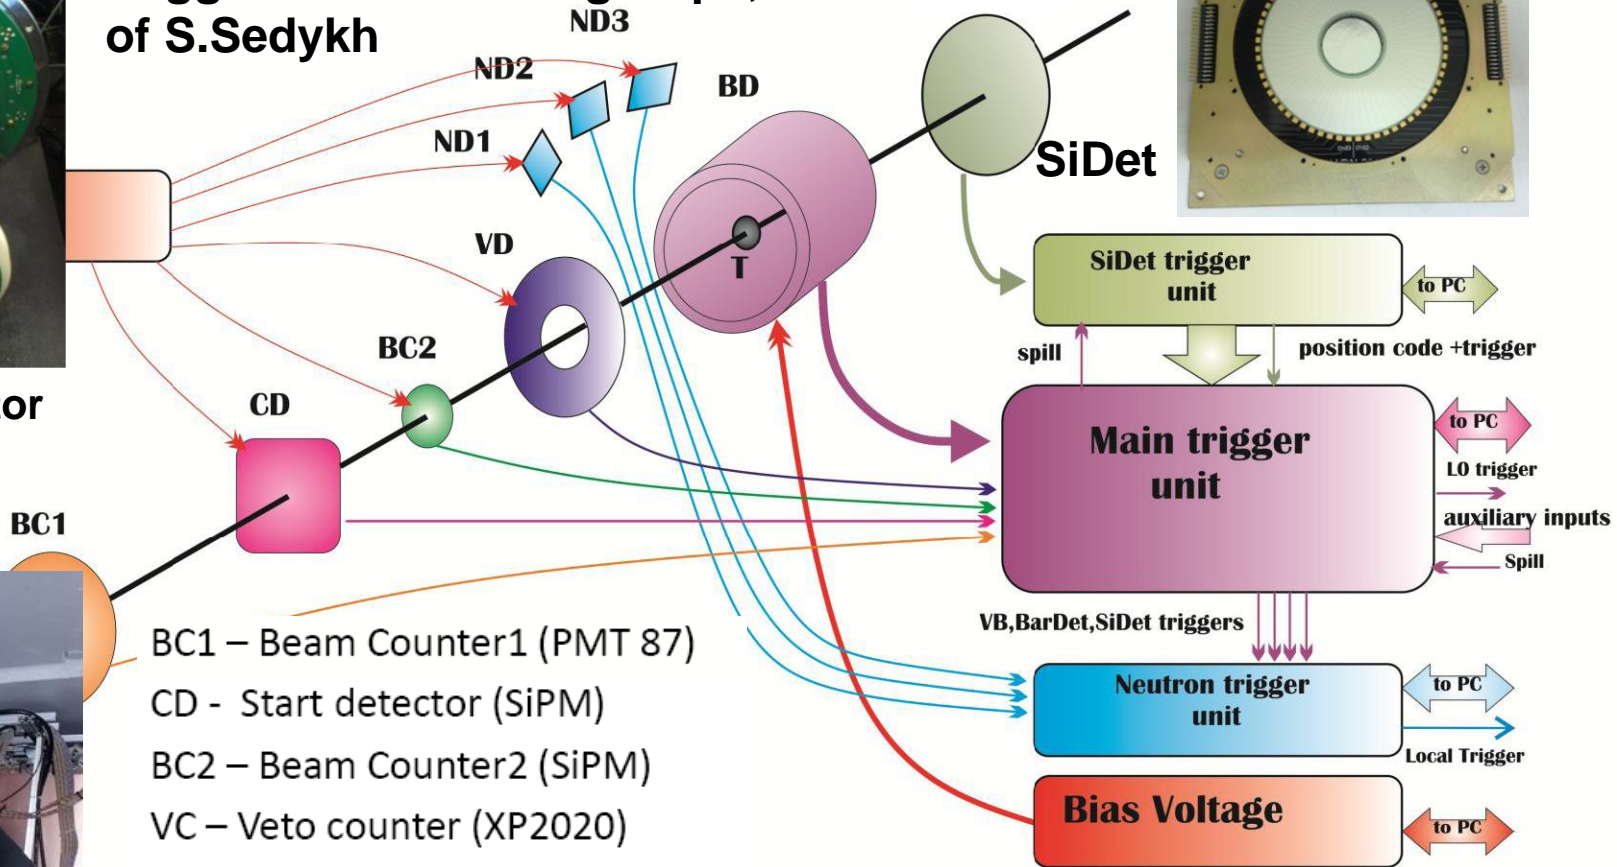 of S.Sedykh
ND3
ND2
BD
ND1
SiDet
VD
T
SiDet trigger
unit
to PC
BC2
spill
position code +trigger
CD
Main trigger
unit
to PC
LO trigger
BC1
auxiliary inputs
Spill
VB,BarDet,SiDet triggers
BC1 – Beam Counter1 (PMT 87)
CD - Start detector (SiPM)
BC2 – Beam Counter2 (SiPM)
VC – Veto counter (XP2020)
Neutron trigger
unit
to PC
Local Trigger
Bias Voltage
to PC